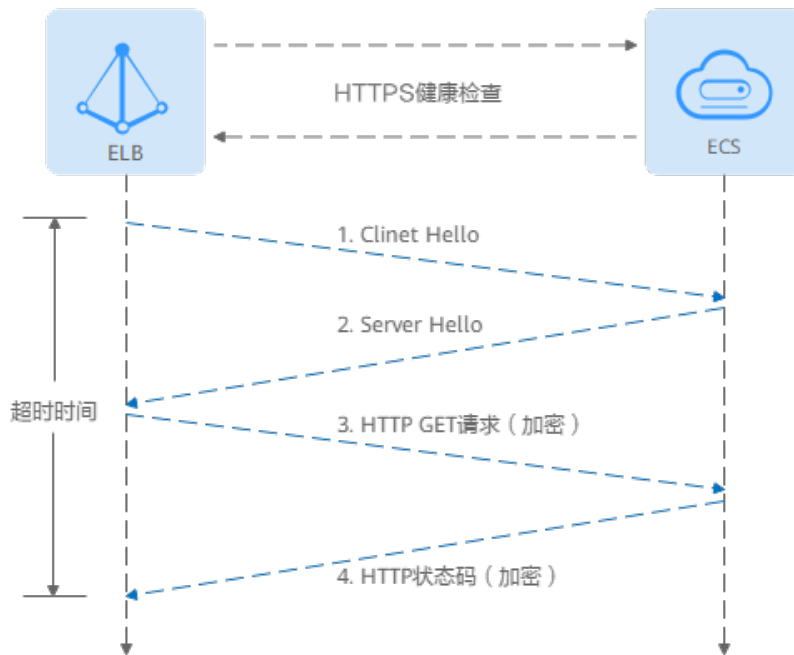 HTTPS健康检查
ELB
ECS
1. Clinet Hello
2. Server Hello
超时时间
3. HTTP GET请求（加密）
4. HTTP状态码（加密）